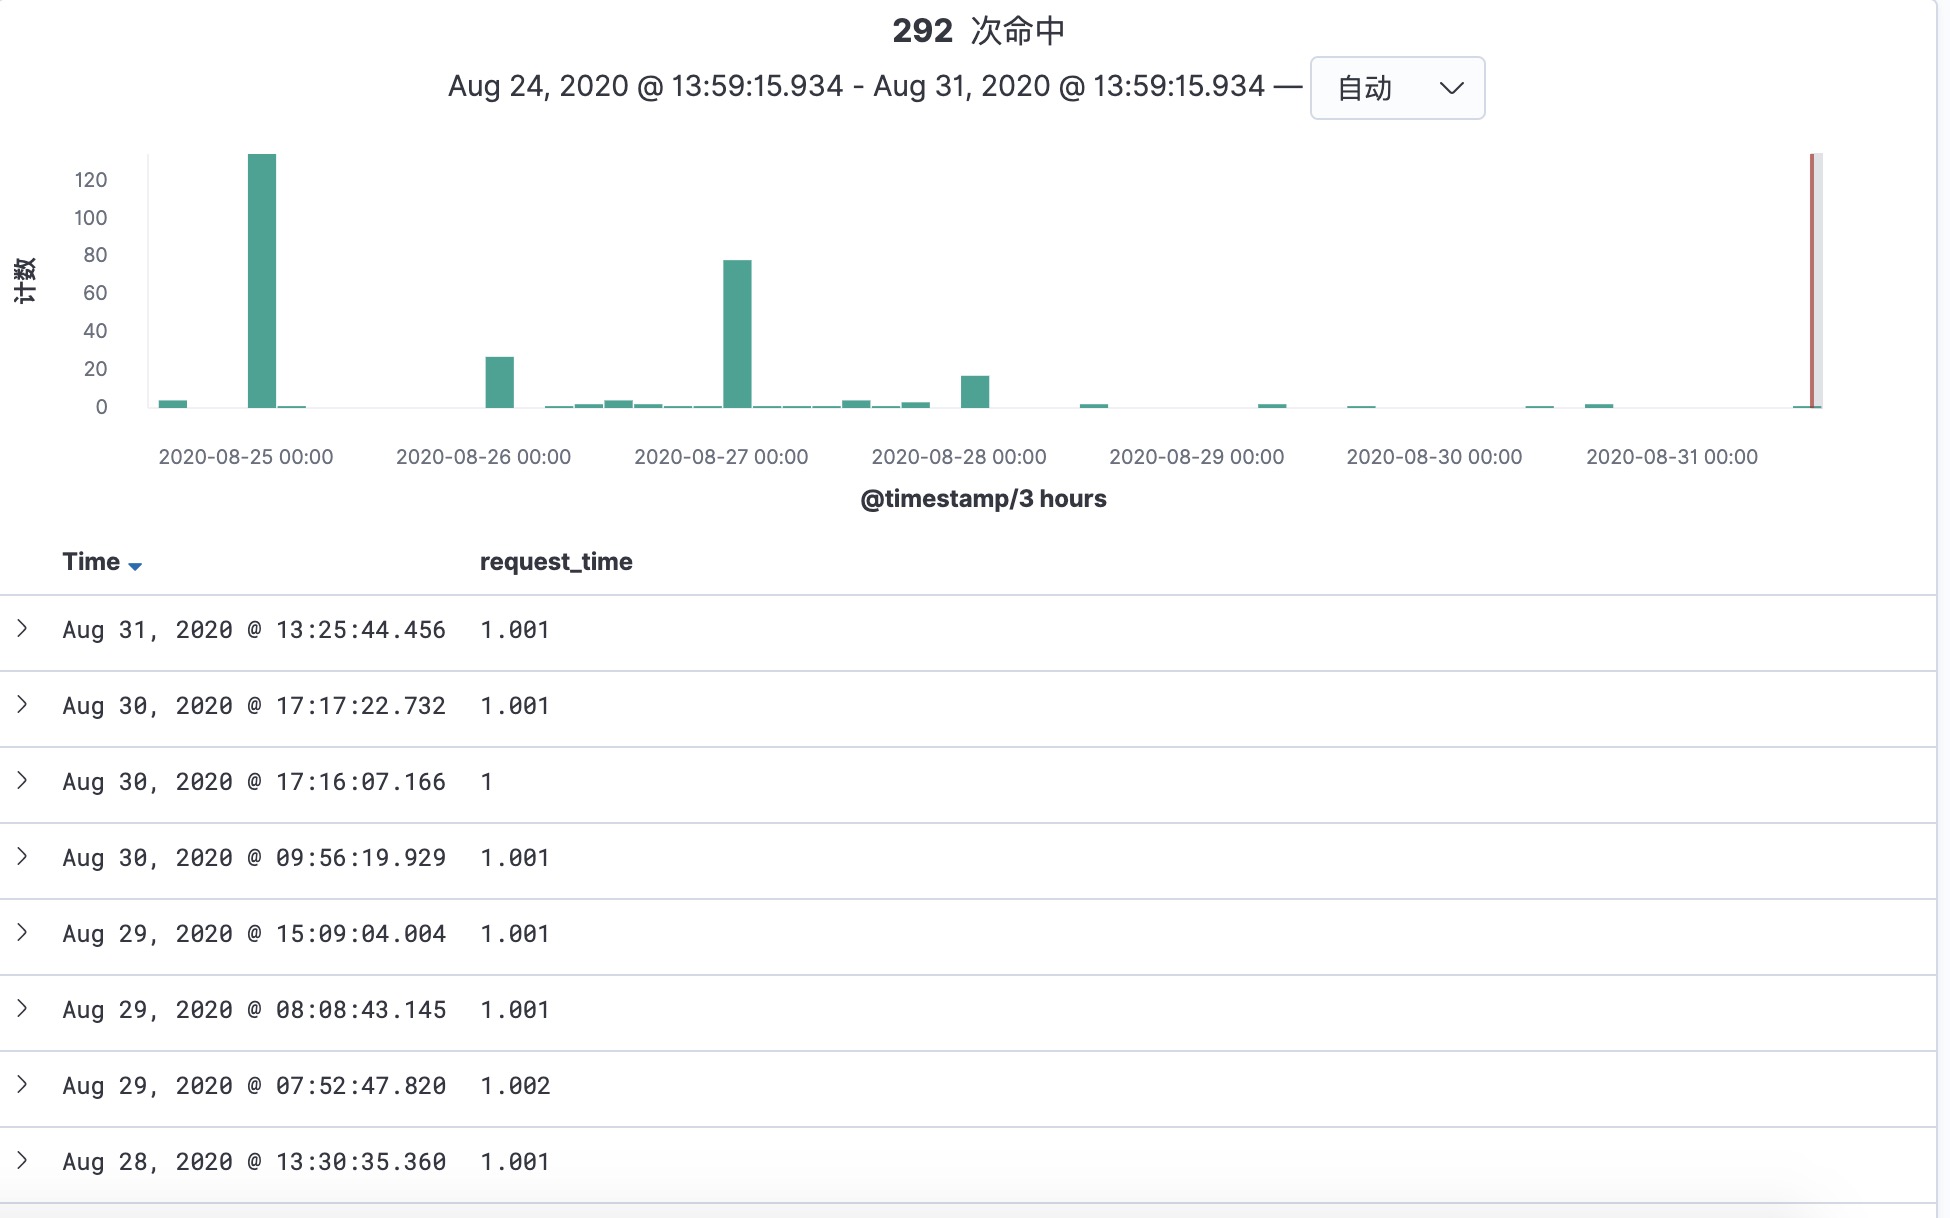 292 次命中
Aug 24, 2020 @ 13:59:15.934 - Aug 31, 2020 @ 13:59:15.934 — 自动
计数
120
100
80
60
40
20
0
2020-08-25 00:00 2020-08-26 00:00 2020-08-27 00:00 2020-08-28 00:00 2020-08-29 00:00 2020-08-30 00:00 2020-08-31 00:00
@timestamp/3 hours
Time request_time
Aug 31, 2020 @ 13:25:44.456 1.001
Aug 30, 2020 @ 17:17:22.732 1.001
Aug 30, 2020 @ 17:16:07.166 1
Aug 30, 2020 @ 09:56:19.929 1.001
Aug 29, 2020 @ 15:09:04.004 1.001
Aug 29, 2020 @ 08:08:43.145 1.001
Aug 29, 2020 @ 07:52:47.820 1.002
Aug 28, 2020 @ 13:30:35.360 1.001